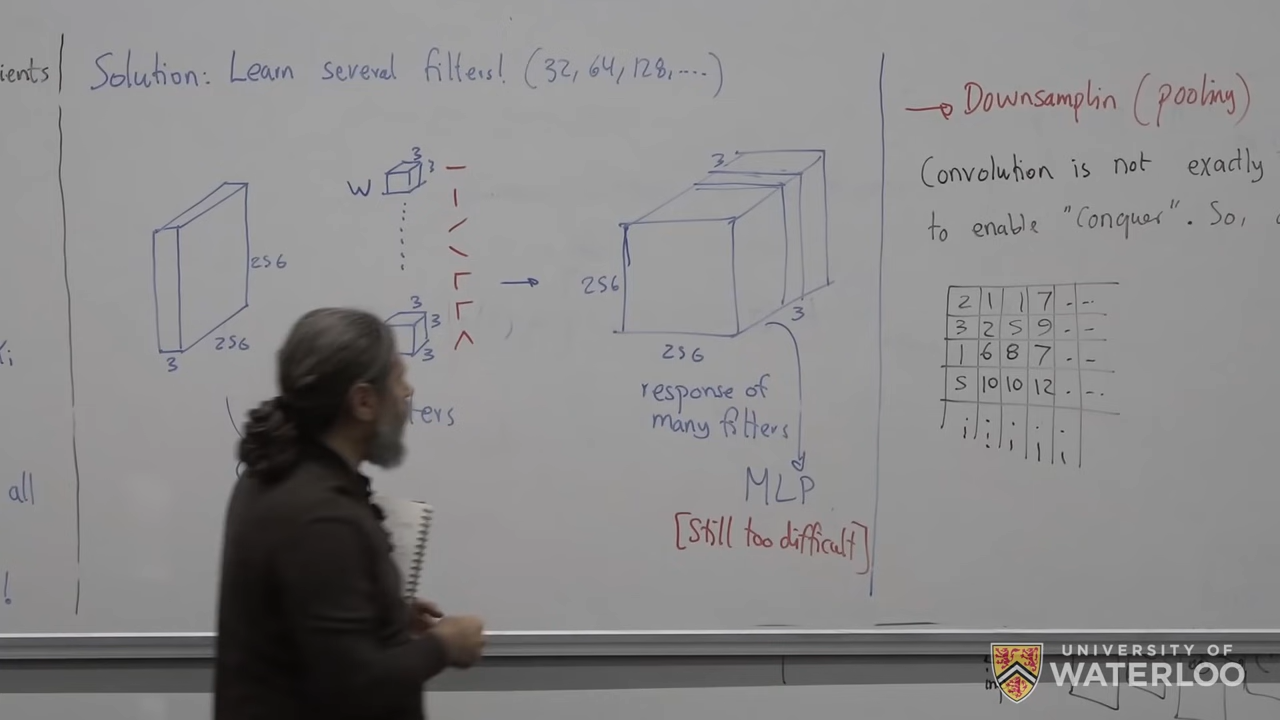 ients
all
!
Solution: Learn several filters! (32, 64, 128, ....)
256
256
3
W
3
3
3
3
3
256
256
3
3
response of
many filters
MLP
[Still too difficult]
→ Downsamplin (pooling)
Convolution is not exactly
to enable "Conquer". So,
2 1 1 7 - --
3 2 5 9 - -
1 6 8 7 - -
5 10 10 12 . -.
UNIVERSITY OF
WATERLOO